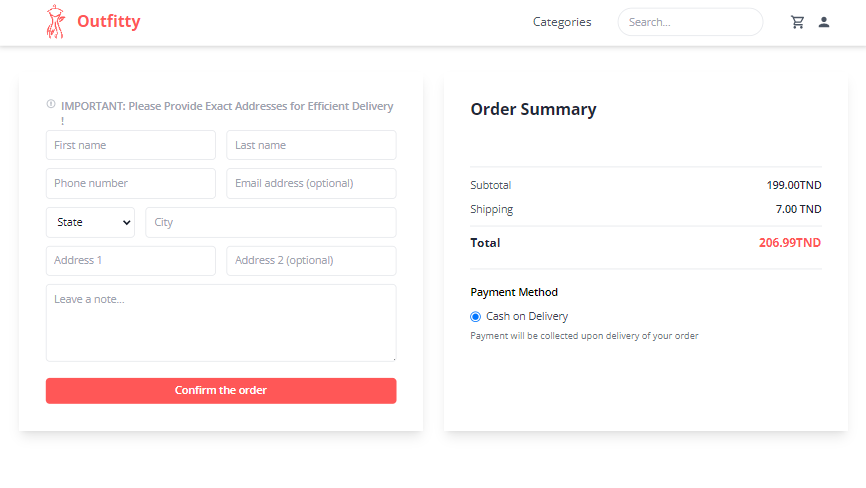 Outfitty
Categories
Search...
IMPORTANT: Please Provide Exact Addresses for Efficient Delivery
!
First name
Last name
Phone number
Email address (optional)
State
City
Address 1
Address 2 (optional)
Leave a note...
Confirm the order
Order Summary
Subtotal 199.00TND
Shipping 7.00 TND
Total 206.99TND
Payment Method
Cash on Delivery
Payment will be collected upon delivery of your order